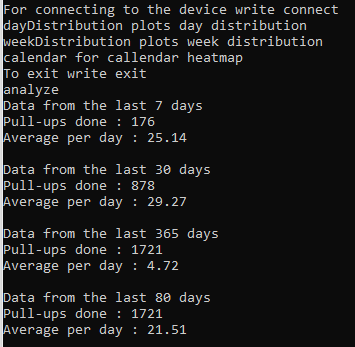 For connecting to the device write connect
dayDistribution plots day distribution
weekDistribution plots week distribution
calendar for callendar heatmap
To exit write exit
analyze
Data from the last 7 days
Pull-ups done : 176
Average per day : 25.14
Data from the last 30 days
Pull-ups done : 878
Average per day : 29.27
Data from the last 365 days
Pull-ups done : 1721
Average per day : 4.72
Data from the last 80 days
Pull-ups done : 1721
Average per day : 21.51